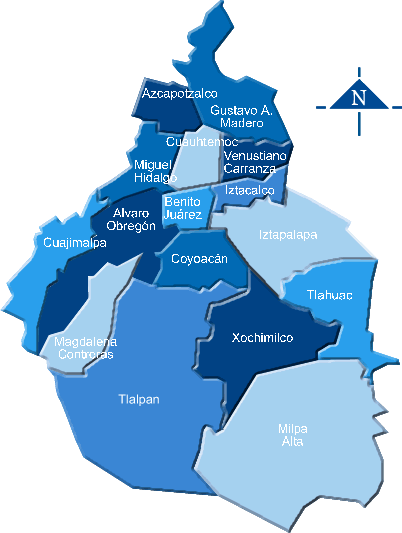 Azcapotzalco
Gustavo A.
Madero
N
Cuauhtemoc
Venustiano
Carranza
Miguel
Hidalgo
Iztacalco
Benito
Juárez
Alvaro
Obregón
Iztapalapa
Cuajimalpa
Coyoacán
Tlahuac
Magdalena
Contreras
Xochimilco
Tlalpan
Milpa
Alta